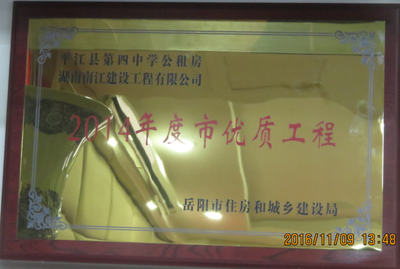 平江县第四中学公租房
湖南南江建设工程有限公司
2014年度市优质工程
岳阳市住房和城乡建设局
2016/11/09 13:48